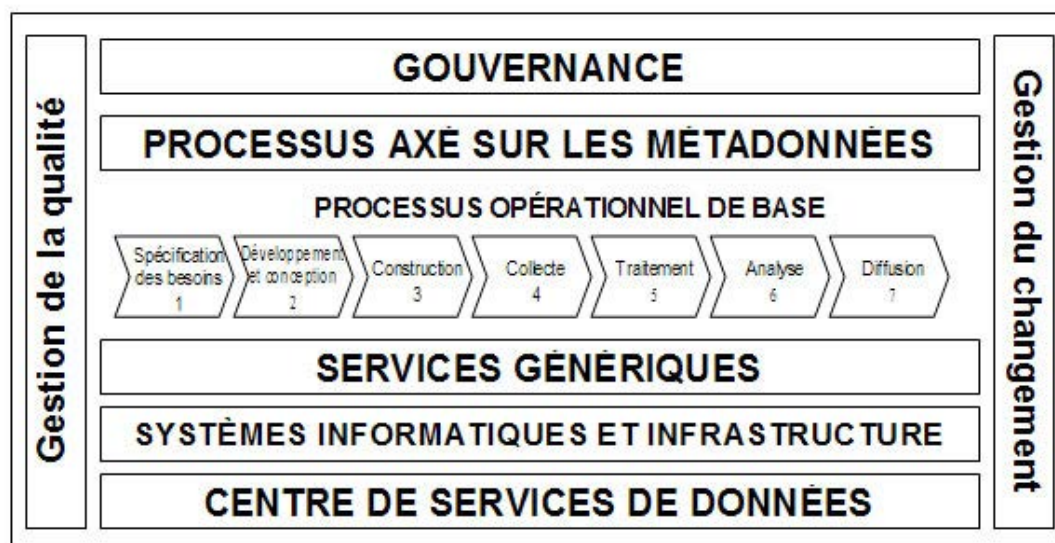 Gestion de la qualité
GOUVERNANCE
PROCESSUS AXÉ SUR LES MÉTADONNÉES
PROCESSUS OPÉRATIONNEL DE BASE
Spécification
des besoins
1
Développement
et conception
2
Construction
3
Collecte
4
Traitement
5
Analyse
6
Diffusion
7
SERVICES GÉNÉRIQUES
SYSTÈMES INFORMATIQUES ET INFRASTRUCTURE
CENTRE DE SERVICES DE DONNÉES
Gestion du changement